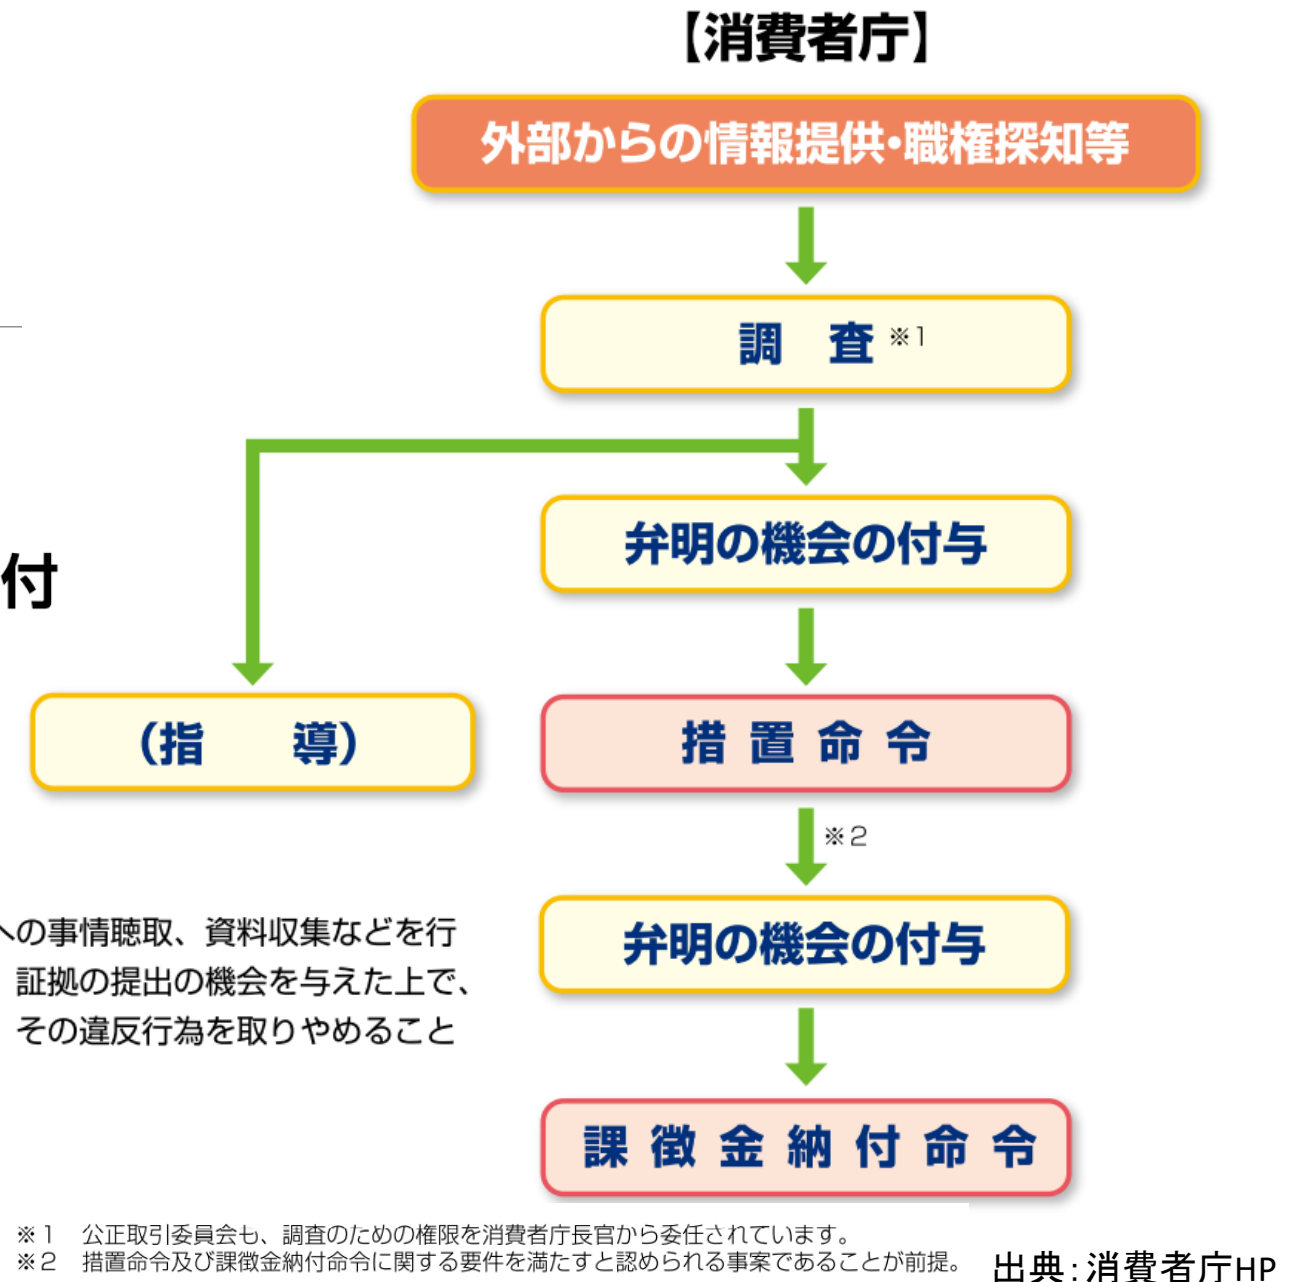 【消費者庁】
外部からの情報提供・職権探知等
調　査 ※1
弁明の機会の付与
付
（指　導）
措置命令
※2
への事情聴取、資料収集などを行
証拠の提出の機会を与えた上で、
その違反行為を取りやめること
弁明の機会の付与
課徴金納付命令
※1　公正取引委員会も、調査のための権限を消費者庁長官から委任されています。
※2　措置命令及び課徴金納付命令に関する要件を満たすと認められる事案であることが前提。
出典：消費者庁HP